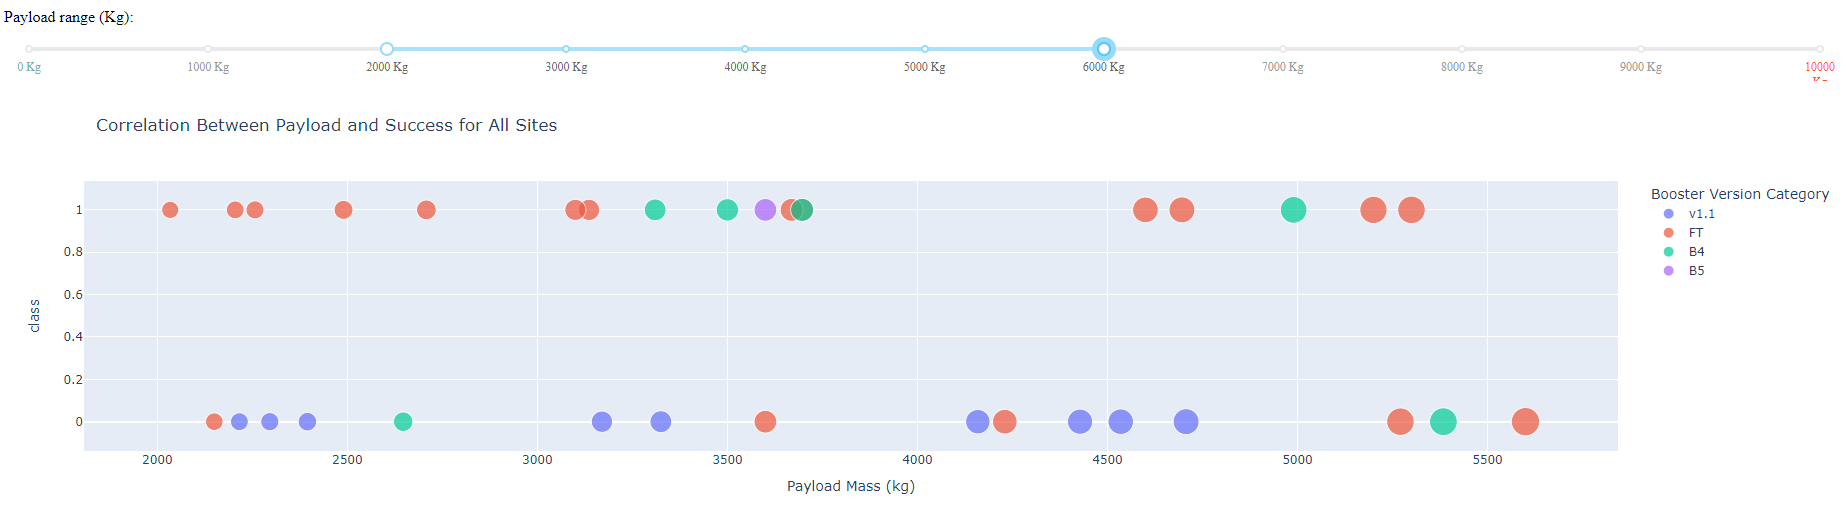 Payload range (Kg):
0 Kg 1000 Kg 2000 Kg 3000 Kg 4000 Kg 5000 Kg 6000 Kg 7000 Kg 8000 Kg 9000 Kg 10000
Correlation Between Payload and Success for All Sites
Booster Version Category
v1.1
FT
B4
B5
1
0.8
0.6
0.4
0.2
0
class
2000 2500 3000 3500 4000 4500 5000 5500
Payload Mass (kg)